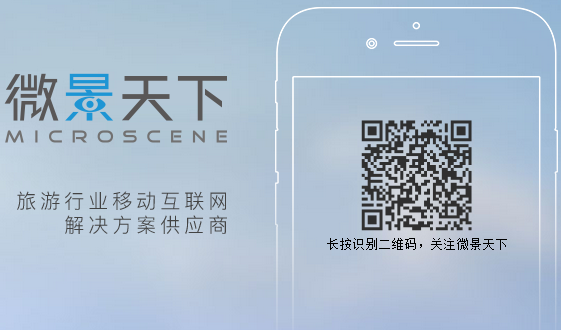 微景天下
MICROSCENE
旅游行业移动互联网
解决方案供应商
长按识别二维码，关注微景天下